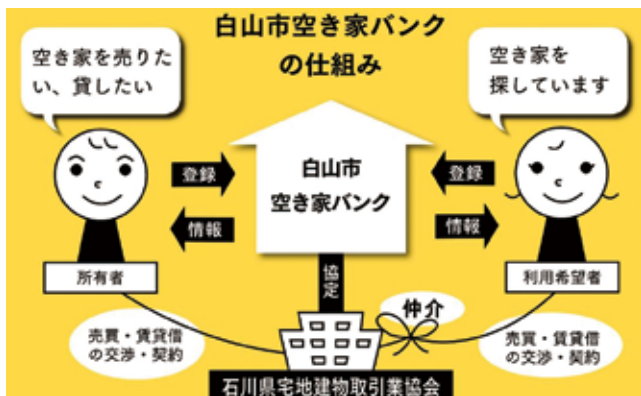 白山市空き家バンク
の仕組み
空き家を売りた
い、貸したい
空き家を
探しています
登録
情報
白山市
空き家バンク
登録
情報
所有者
協定
利用希望者
仲介
売買・賃貸借
の交渉・契約
売買・賃貸借
の交渉・契約
石川県宅地建物取引業協会